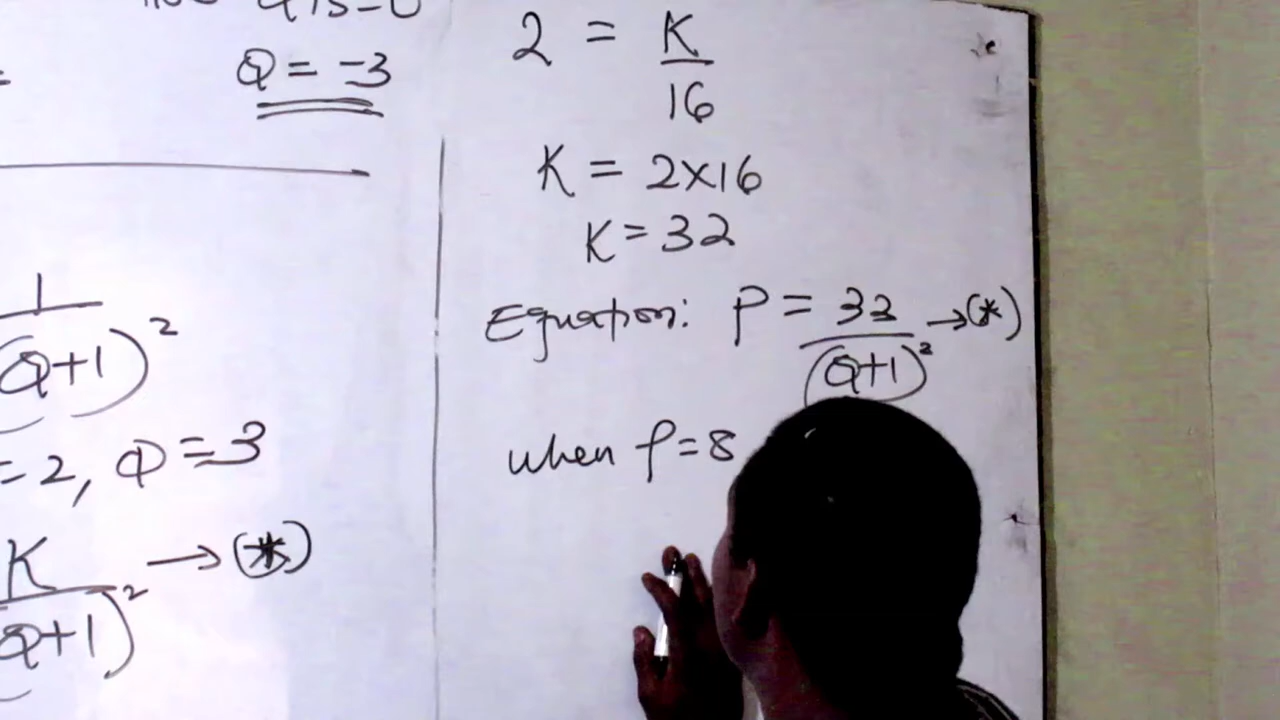 Q = -3
1
(Q+1)²
=2, Q=3
K → (*)
(Q+1)²
2 = K
16
K = 2×16
K = 32
Equation: P = 32 → (*)
(Q+1)²
when P=8